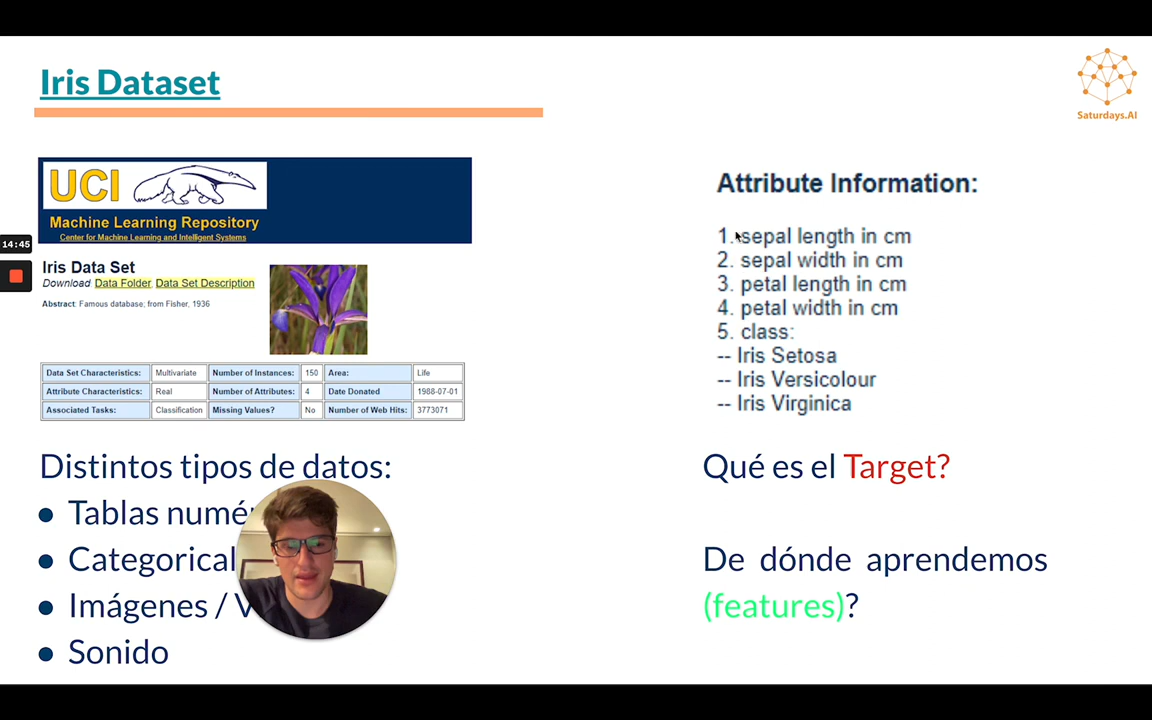 Iris Dataset
Saturdays.AI
UCI
Machine Learning Repository
Center for Machine Learning and Intelligent Systems
14:45
Iris Data Set
Download Data Folder, Data Set Description
Abstract: Famous database; from Fisher, 1936
Data Set Characteristics: Multivariate Number of Instances: 150 Area: Life
Attribute Characteristics: Real Number of Attributes: 4 Date Donated 1988-07-01
Associated Tasks: Classification Missing Values? No Number of Web Hits: 3773071
Attribute Information:
1. sepal length in cm
2. sepal width in cm
3. petal length in cm
4. petal width in cm
5. class:
-- Iris Setosa
-- Iris Versicolour
-- Iris Virginica
Distintos tipos de datos:
• Tablas
• Imágenes /
• Sonido
Qué es el Target?
De dónde aprendemos
(features)?